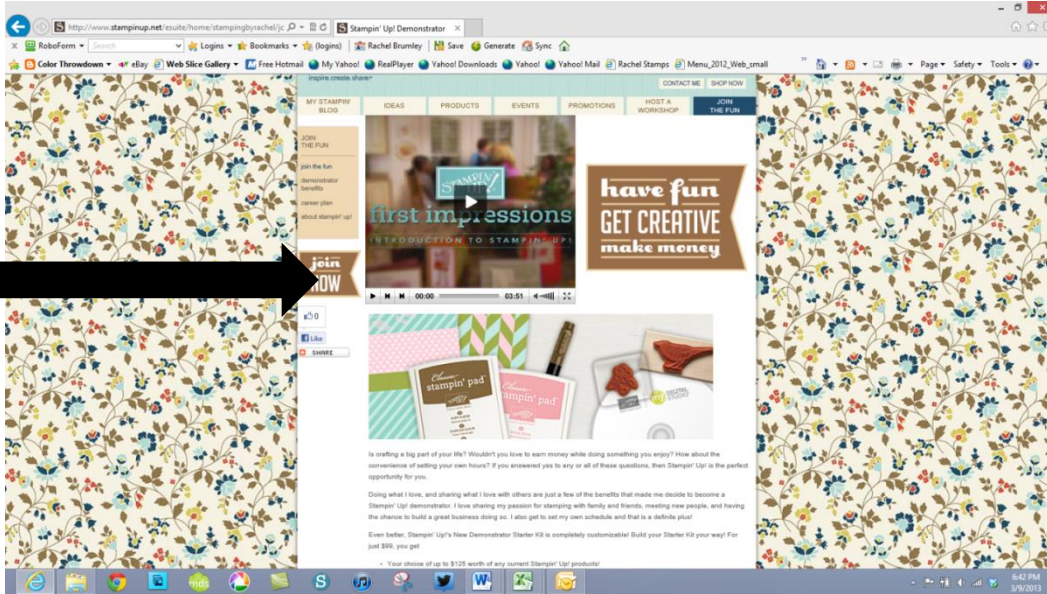 http://www.stampinup.net/esuite/home/stampingbyrachel/jc
Stampin' Up! Demonstrator
RoboForm Search Logins Bookmarks (logins) Rachel Brumley Save Generate Sync
Color Throwdown eBay Web Slice Gallery Free Hotmail My Yahoo! RealPlayer Yahoo! Downloads Yahoo! Yahoo! Mail Rachel Stamps Menu_2012_Web_small Page Safety Tools
inspire.create.share
CONTACT ME SHOP NOW
MY STAMPIN' BLOG
IDEAS
PRODUCTS
EVENTS
PROMOTIONS
HOST A WORKSHOP
JOIN THE FUN
JOIN
THE FUN
join the fun
demonstrator
benefits
career plan
about stampin' up!
join
NOW
0
Like
SHARE
STAMPIN' UP!
first impressions
INTRODUCTION TO STAMPIN' UP!
00:00 03:51
have fun
GET CREATIVE
make money
Classic
stampin' pad
Classic
stampin' pad
Is crafting a big part of your life? Wouldn't you love to earn money while doing something you enjoy? How about the
convenience of setting your own hours? If you answered yes to any or all of these questions, then Stampin' Up! is the perfect
opportunity for you.
Doing what I love, and sharing what I love with others are just a few of the benefits that made me decide to become a
Stampin' Up! demonstrator. I love sharing my passion for stamping with family and friends, meeting new people, and having
the chance to build a great business doing so. I also get to set my own schedule and that is a definite plus!
Even better, Stampin' Up!'s New Demonstrator Starter Kit is completely customizable! Build your Starter Kit your way! For
just $99, you get
• Your choice of up to $125 worth of any current Stampin' Up! products!
mds
6:42 PM
3/9/2013